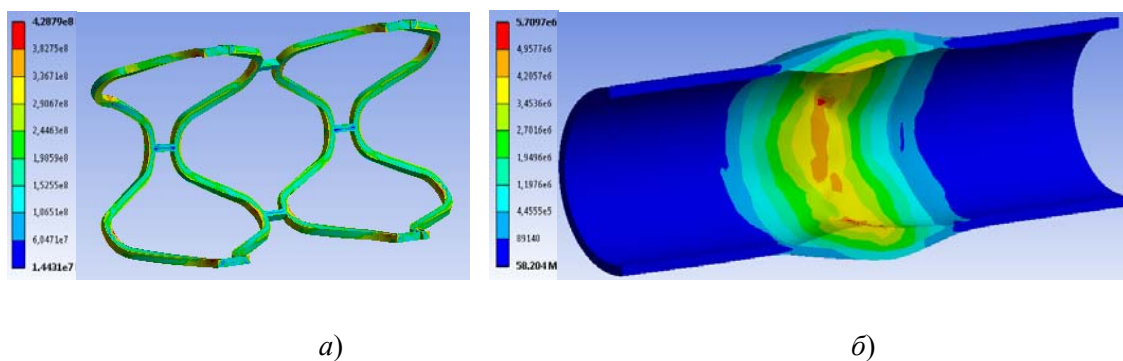 4,2879e8
3,8275e8
3,3671e8
2,9067e8
2,4463e8
1,9859e8
1,5255e8
1,0651e8
6,0471e7
1,4431e7
5,7097e6
4,9577e6
4,2057e6
3,4536e6
2,7016e6
1,9496e6
1,1976e6
4,4555e5
89140
58,204 M
а)
б)